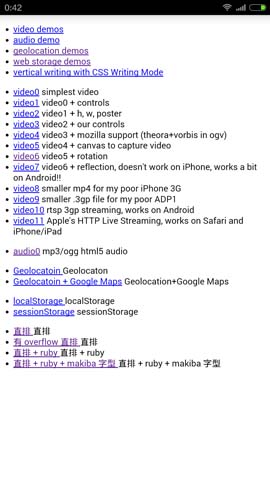 0:42
video demos
audio demo
geolocation demos
web storage demos
vertical writing with CSS Writing Mode
video0 simplest video
video1 video0 + controls
video2 video1 + h, w, poster
video3 video2 + our controls
video4 video3 + mozilla support (theora+vorbis in ogv)
video5 video4 + canvas to capture video
video6 video5 + rotation
video7 video6 + reflection, doesn't work on iPhone, works a bit
on Android!!
video8 smaller mp4 for my poor iPhone 3G
video9 smaller .3gp file for my poor ADP1
video10 rtsp 3gp streaming, works on Android
video11 Apple's HTTP Live Streaming, works on Safari and
iPhone/iPad
audio0 mp3/ogg html5 audio
Geolocatoin Geolocaton
Geolocatoin + Google Maps Geolocation+Google Maps
localStorage localStorage
sessionStorage sessionStorage
直排 直排
有 overflow 直排 直排
直排 + ruby 直排 + ruby
直排 + ruby + makiba 字型 直排 + ruby + makiba 字型